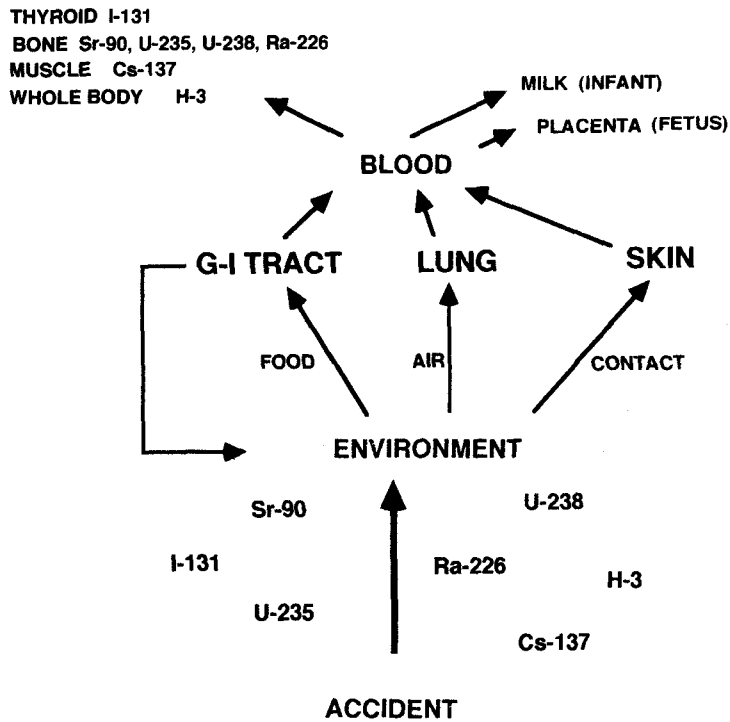 THYROID I-131
BONE Sr-90, U-235, U-238, Ra-226
MUSCLE Cs-137
WHOLE BODY H-3
MILK (INFANT)
PLACENTA (FETUS)
BLOOD
G-I TRACT LUNG SKIN
FOOD AIR CONTACT
ENVIRONMENT
Sr-90 U-238
I-131 Ra-226 H-3
U-235
Cs-137
ACCIDENT